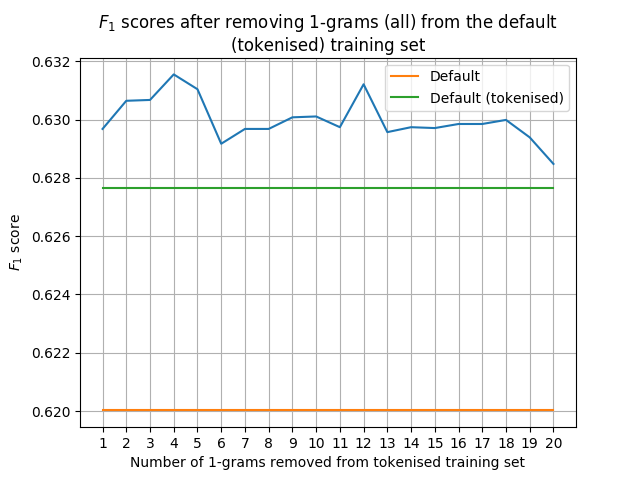 F₁ scores after removing 1-grams (all) from the default
(tokenised) training set
Default
Default (tokenised)
F₁ score
0.632
0.630
0.628
0.626
0.624
0.622
0.620
1 2 3 4 5 6 7 8 9 10 11 12 13 14 15 16 17 18 19 20
Number of 1-grams removed from tokenised training set